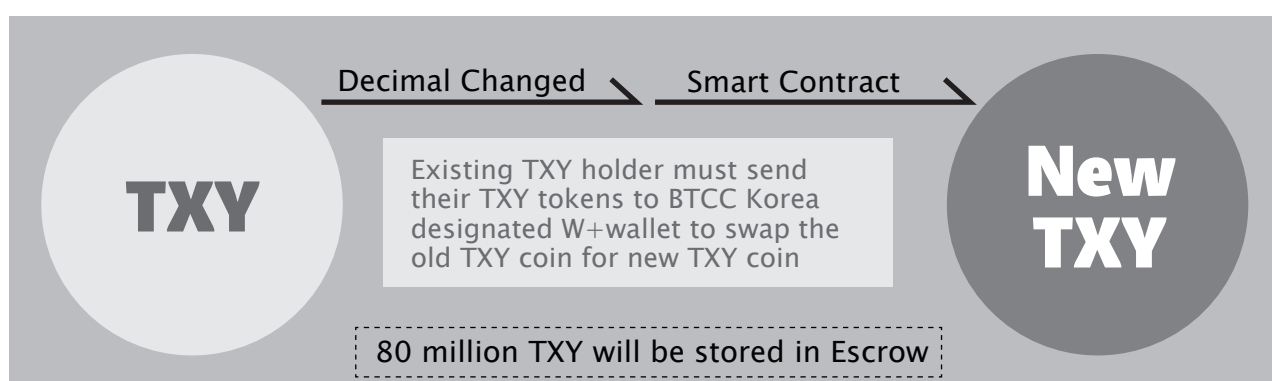 TXY
Decimal Changed
Smart Contract
Existing TXY holder must send
their TXY tokens to BTCC Korea
designated W+wallet to swap the
old TXY coin for new TXY coin
New
TXY
80 million TXY will be stored in Escrow